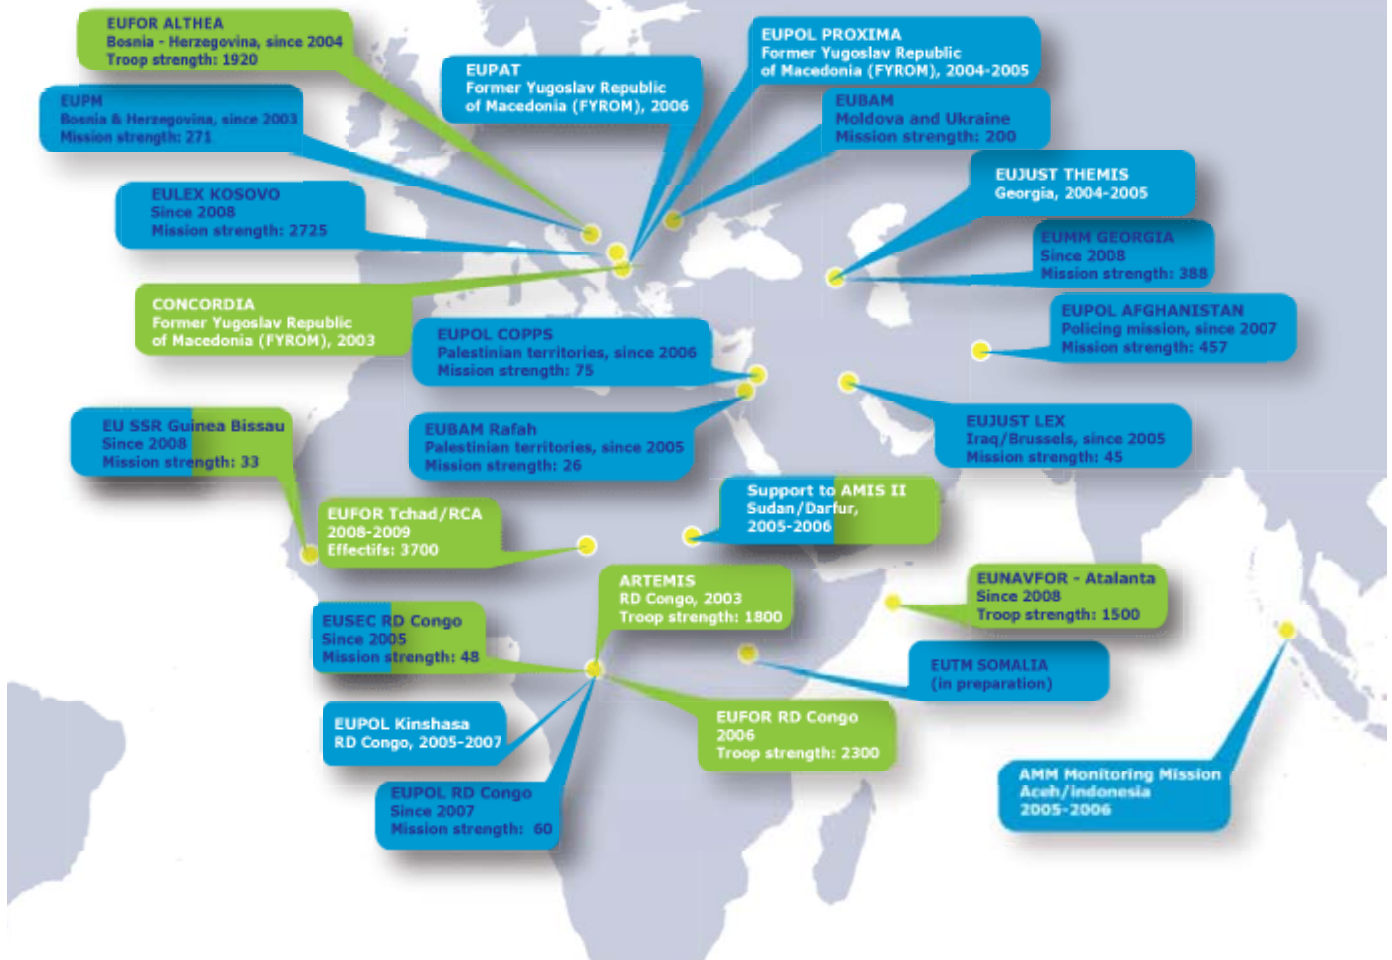 EUFOR ALTHEA
Bosnia - Herzegovina, since 2004
Troop strength: 1920
EUPAT
Former Yugoslav Republic
of Macedonia (FYROM), 2006
EUPOL PROXIMA
Former Yugoslav Republic
of Macedonia (FYROM), 2004-2005
EUPM
Bosnia & Herzegovina, since 2003
Mission strength: 271
EUBAM
Moldova and Ukraine
Mission strength: 200
EULEX KOSOVO
Since 2008
Mission strength: 2725
EUJUST THEMIS
Georgia, 2004-2005
EUMM GEORGIA
Since 2008
Mission strength: 388
CONCORDIA
Former Yugoslav Republic
of Macedonia (FYROM), 2003
EUPOL COPPS
Palestinian territories, since 2006
Mission strength: 75
EUPOL AFGHANISTAN
Policing mission, since 2007
Mission strength: 457
EU SSR Guinea Bissau
Since 2008
Mission strength: 33
EUBAM Rafah
Palestinian territories, since 2005
Mission strength: 26
EUJUST LEX
Iraq/Brussels, since 2005
Mission strength: 45
EUFOR Tchad/RCA
2008-2009
Effectifs: 3700
Support to AMIS II
Sudan/Darfur,
2005-2006
ARTEMIS
RD Congo, 2003
Troop strength: 1800
EUNAVFOR - Atalanta
Since 2008
Troop strength: 1500
EUSEC RD Congo
Since 2005
Mission strength: 48
EUTM SOMALIA
(in preparation)
EUPOL Kinshasa
RD Congo, 2005-2007
EUFOR RD Congo
2006
Troop strength: 2300
EUPOL RD Congo
Since 2007
Mission strength: 60
AMM Monitoring Mission
Aceh/indonesia
2005-2006